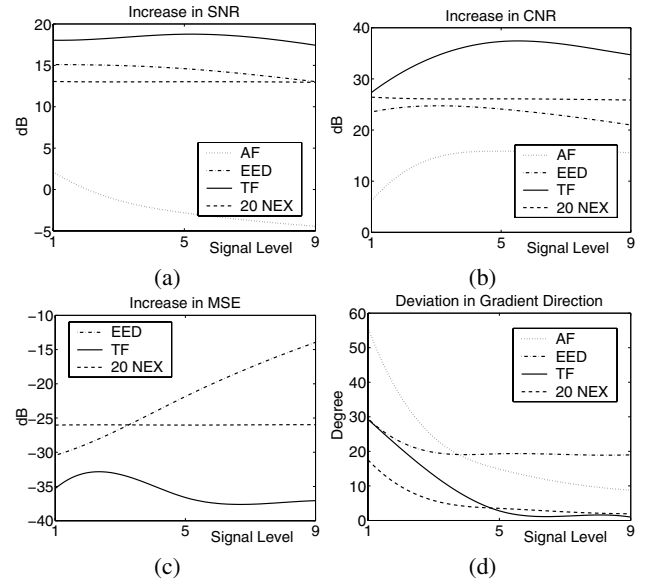 Increase in SNR
20
15
10
5
0
−5
dB
AF
EED
TF
20 NEX
1
5
9
Signal Level
(a)
Increase in CNR
40
30
20
10
0
dB
AF
EED
TF
20 NEX
1
5
9
Signal Level
(b)
Increase in MSE
−10
−15
−20
−25
−30
−35
−40
dB
EED
TF
20 NEX
1
5
9
Signal Level
(c)
Deviation in Gradient Direction
60
50
40
30
20
10
0
Degree
AF
EED
TF
20 NEX
1
5
9
Signal Level
(d)